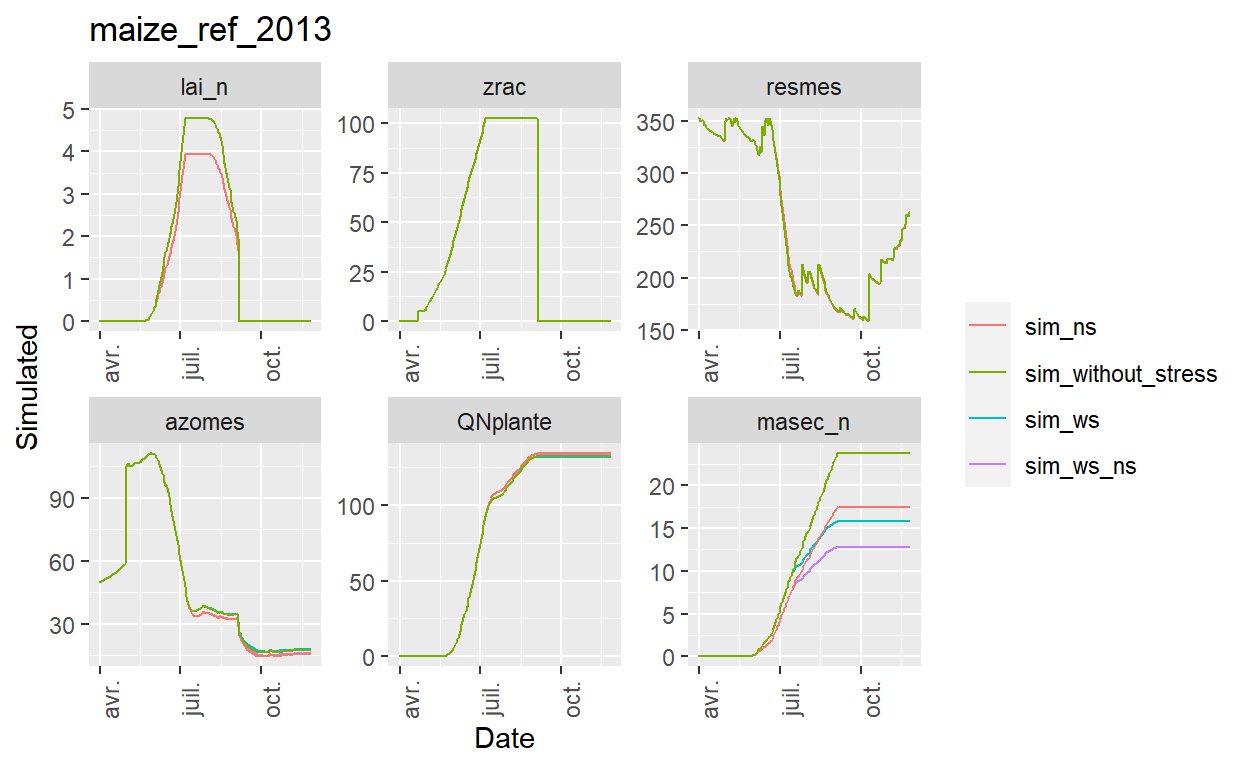 maize_ref_2013
lai_n
zrac
resmes
5
4
3
2
1
0
100
75
50
25
0
350
300
250
200
150
avr.
juil.
oct.
avr.
juil.
oct.
avr.
juil.
oct.
Simulated
azomes
QNplante
masec_n
90
60
30
100
50
0
20
15
10
5
0
avr.
juil.
oct.
avr.
juil.
oct.
avr.
juil.
oct.
Date
sim_ns
sim_without_stress
sim_ws
sim_ws_ns